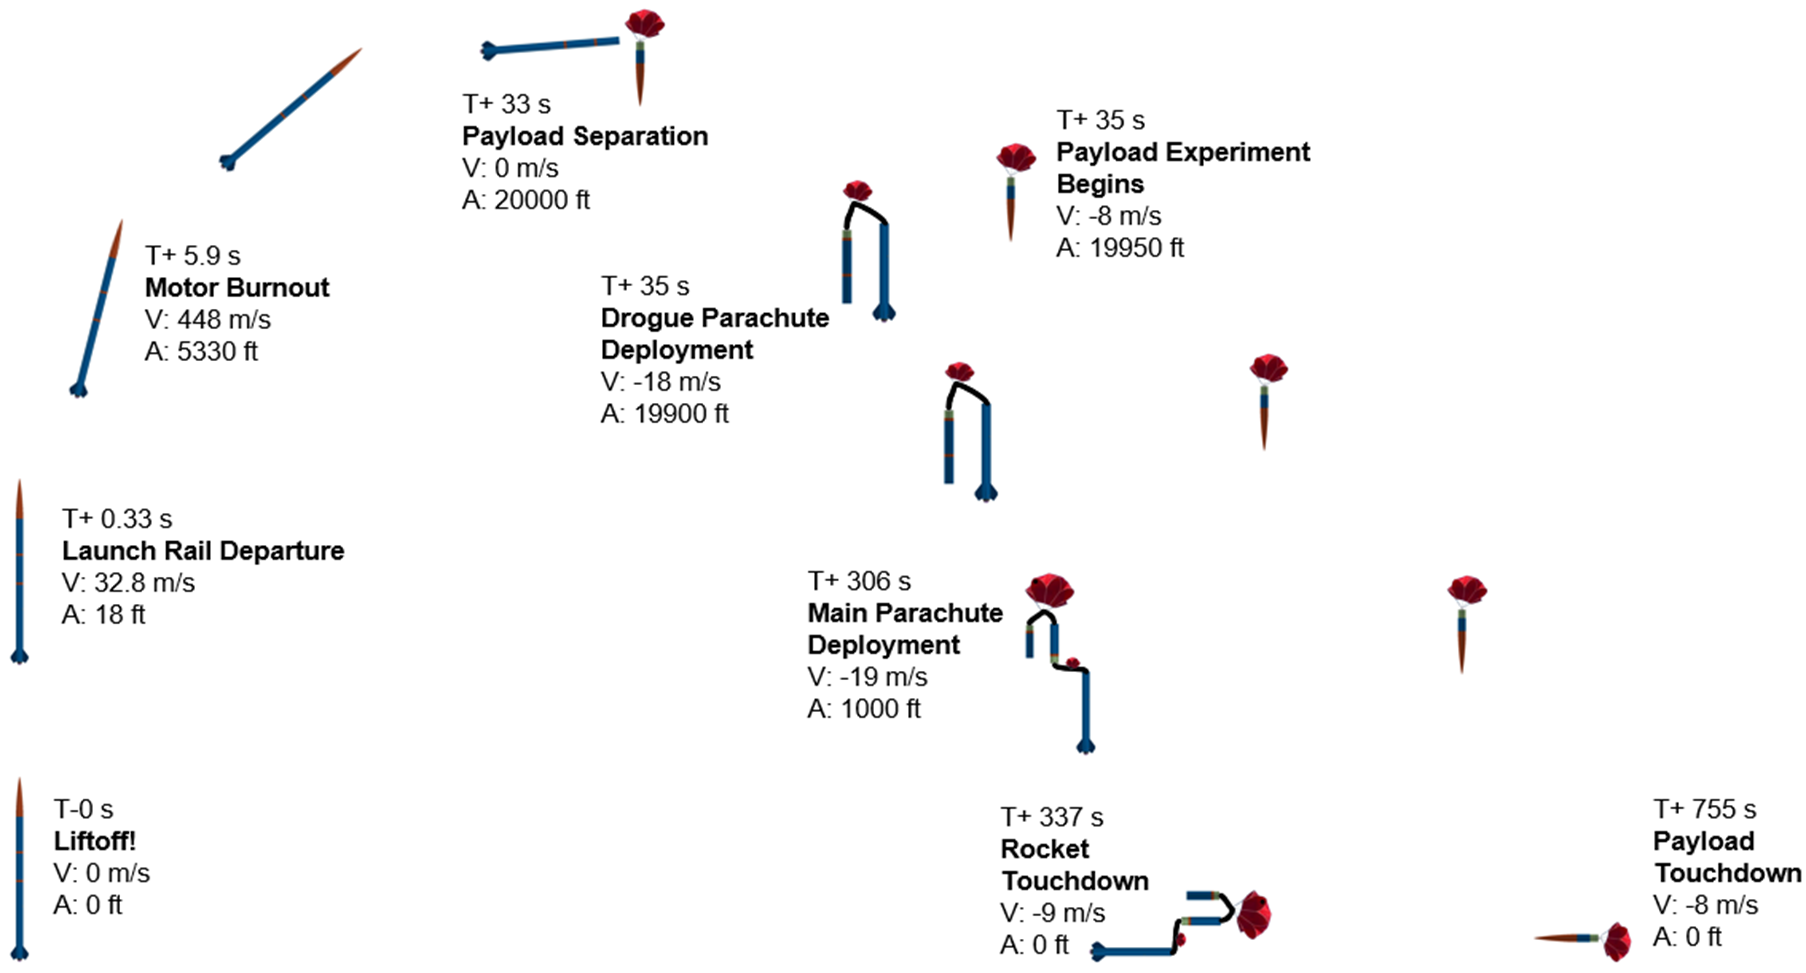 T+ 33 s
Payload Separation
V: 0 m/s
A: 20000 ft
T+ 35 s
Payload Experiment
Begins
V: -8 m/s
A: 19950 ft
T+ 5.9 s
Motor Burnout
V: 448 m/s
A: 5330 ft
T+ 35 s
Drogue Parachute
Deployment
V: -18 m/s
A: 19900 ft
T+ 0.33 s
Launch Rail Departure
V: 32.8 m/s
A: 18 ft
T+ 306 s
Main Parachute
Deployment
V: -19 m/s
A: 1000 ft
T-0 s
Liftoff!
V: 0 m/s
A: 0 ft
T+ 337 s
Rocket
Touchdown
V: -9 m/s
A: 0 ft
T+ 755 s
Payload
Touchdown
V: -8 m/s
A: 0 ft